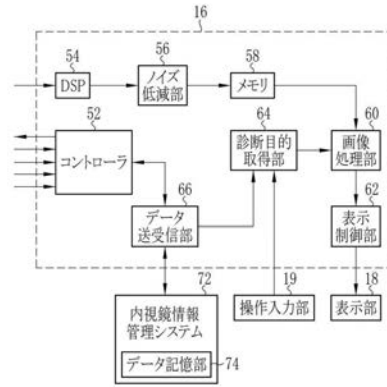 16
54
DSP
56
ノイズ
低減部
58
メモリ
52
コントローラ
64
診断目的
取得部
60
画像
処理部
66
データ
送受信部
62
表示
制御部
72
内視鏡情報
管理システム
データ記憶部
74
19
操作入力部
18
表示部